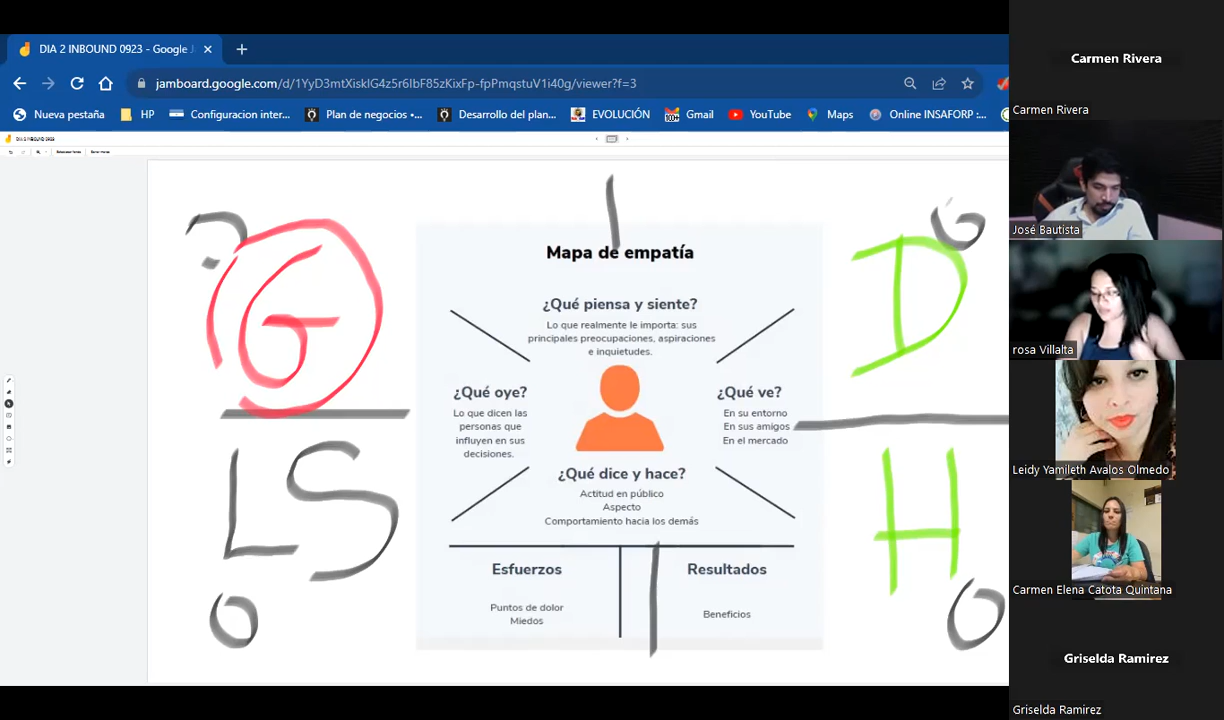 DIA 2 INBOUND 0923 - Google J
jamboard.google.com/d/1YyD3mtXiskIG4z5r6IbF85zKixFp-fpPmqstuV1i40g/viewer?f=3
Nueva pestaña
HP
Configuracion inter...
Plan de negocios •...
Desarrollo del plan...
EVOLUCIÓN
Gmail
YouTube
Maps
Online INSAFORP :...
DIA 2 INBOUND 0923
?
G
LS
O
Mapa de empatía
¿Qué piensa y siente?
Lo que realmente le importa: sus
principales preocupaciones, aspiraciones
e inquietudes.
¿Qué oye?
Lo que dicen las
personas que
influyen en sus
decisiones.
¿Qué ve?
En su entorno
En sus amigos
En el mercado
¿Qué dice y hace?
Actitud en público
Aspecto
Comportamiento hacia los demás
Esfuerzos
Puntos de dolor
Miedos
Resultados
Beneficios
D
H
O
Carmen Rivera
Carmen Rivera
José Bautista
rosa Villalta
Leidy Yamileth Avalos Olmedo
Carmen Elena Catota Quintana
Griselda Ramirez
Griselda Ramirez